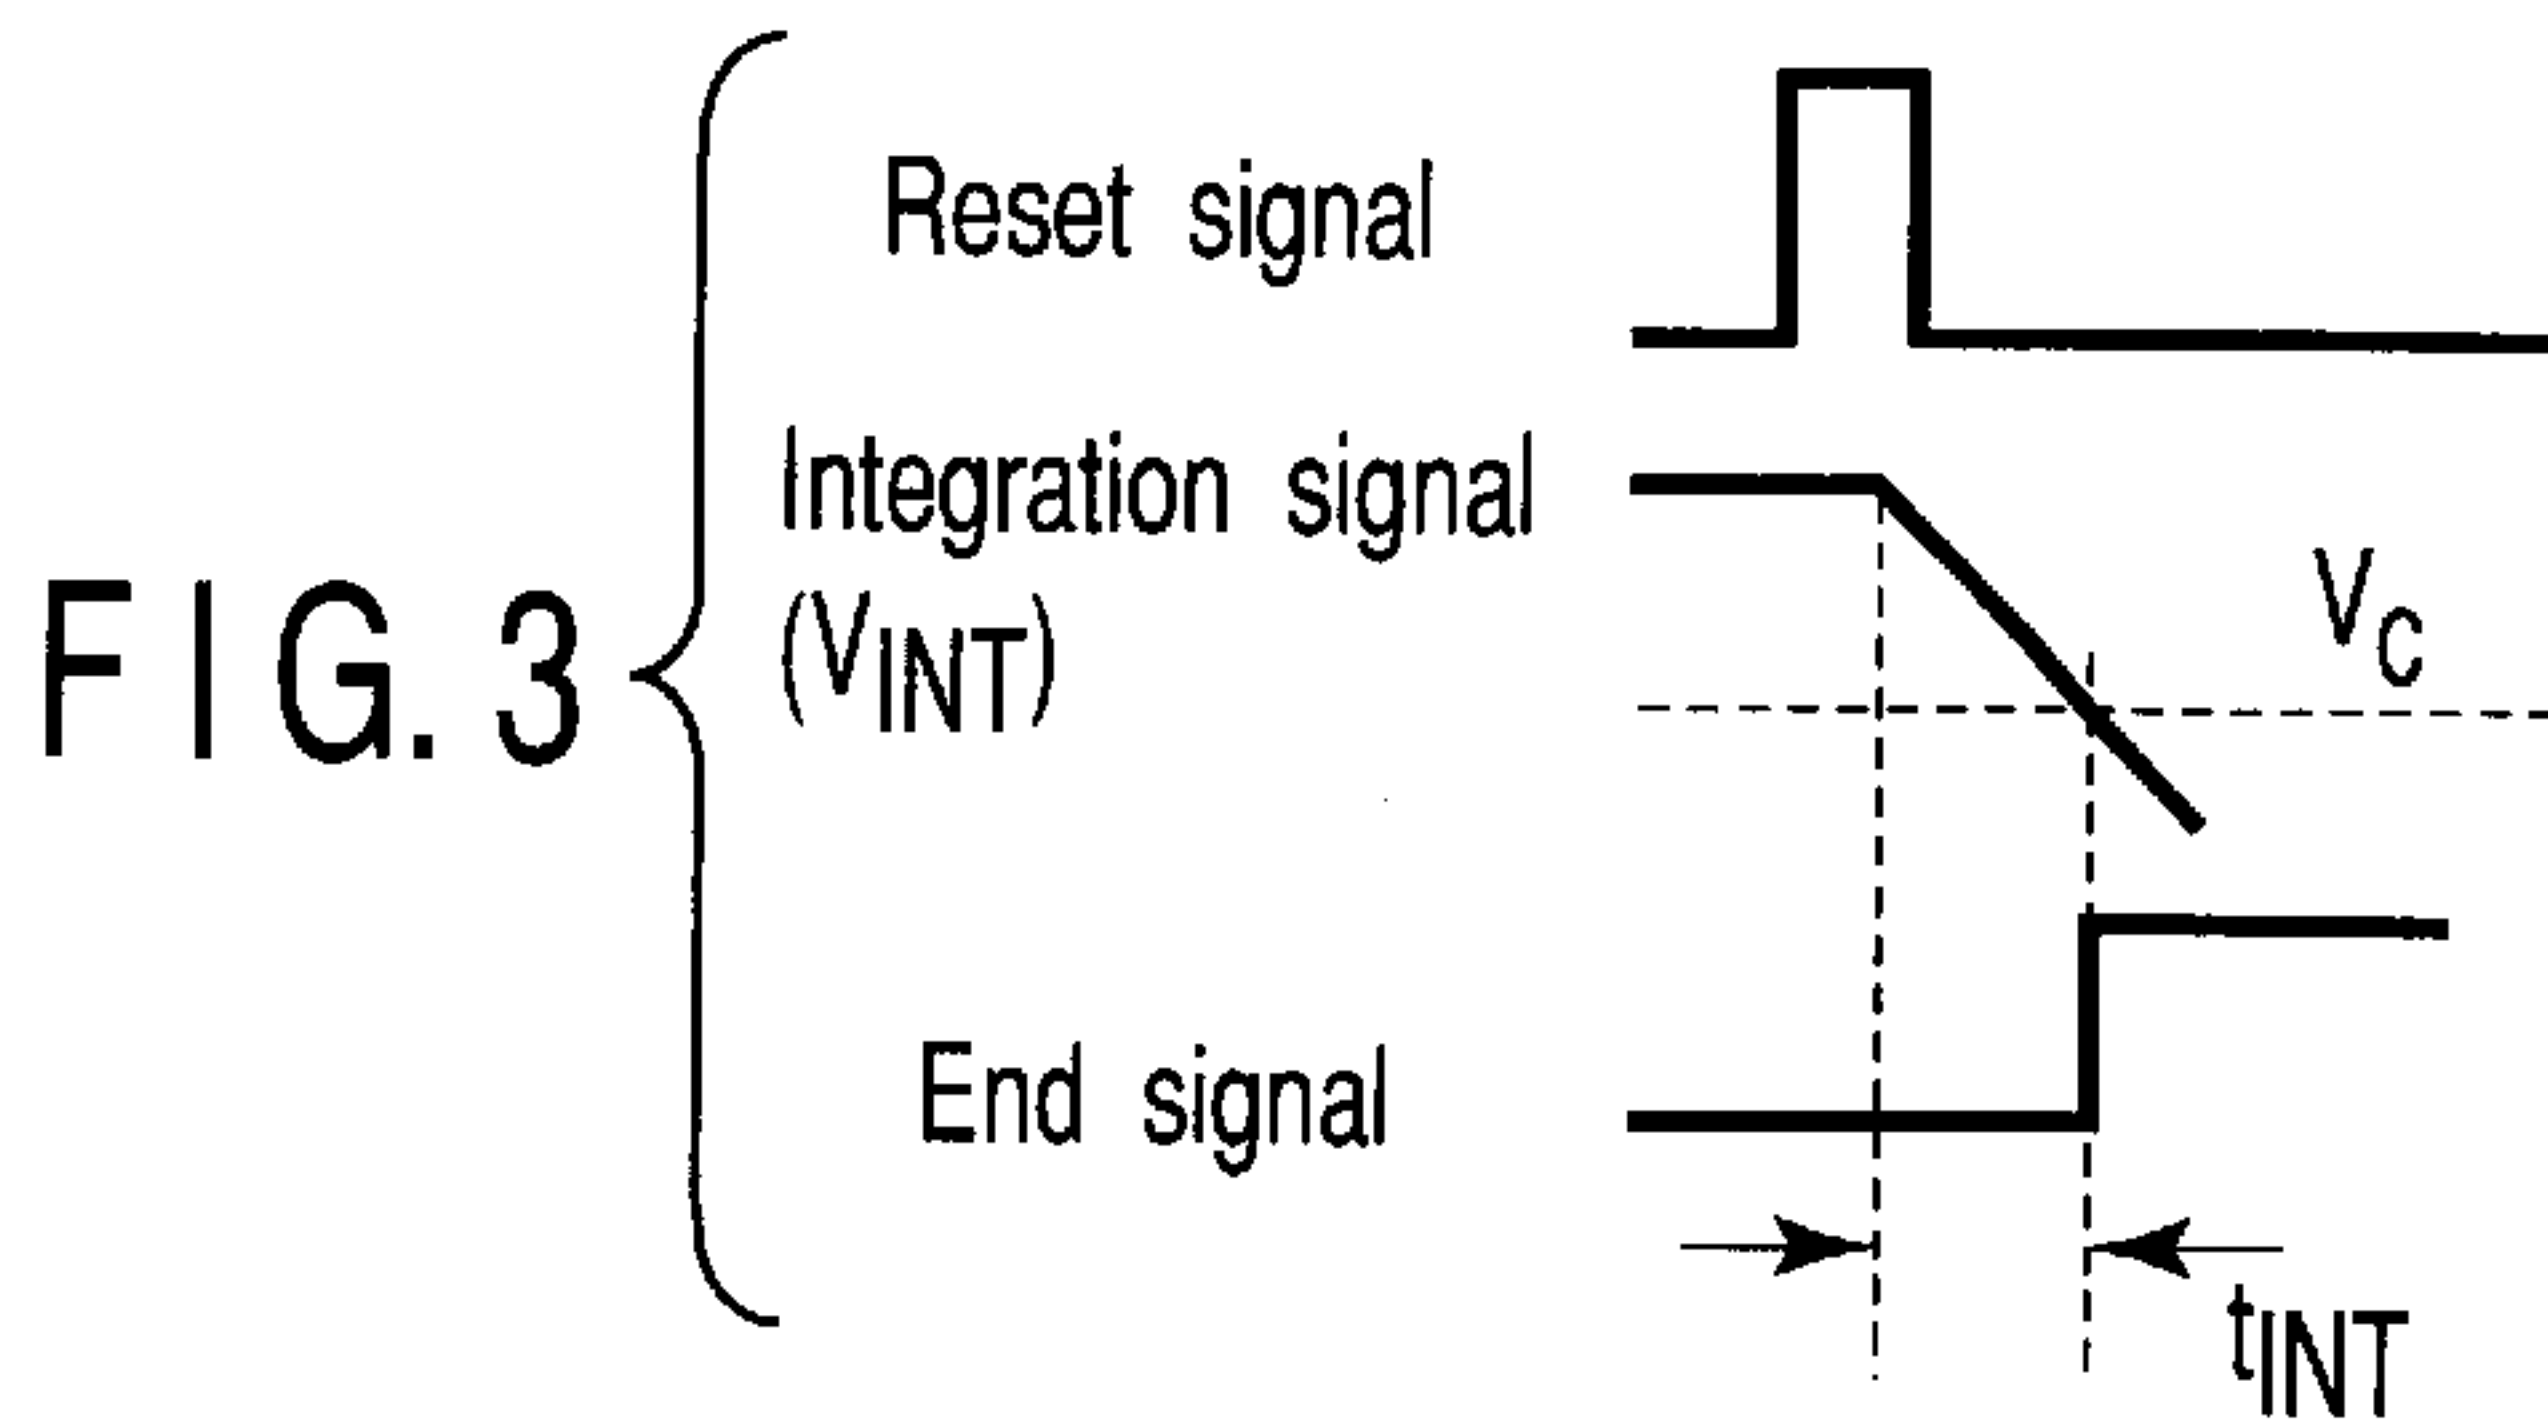 FIG. 3
Reset signal
Integration signal
(VINT)
VC
End signal
tINT